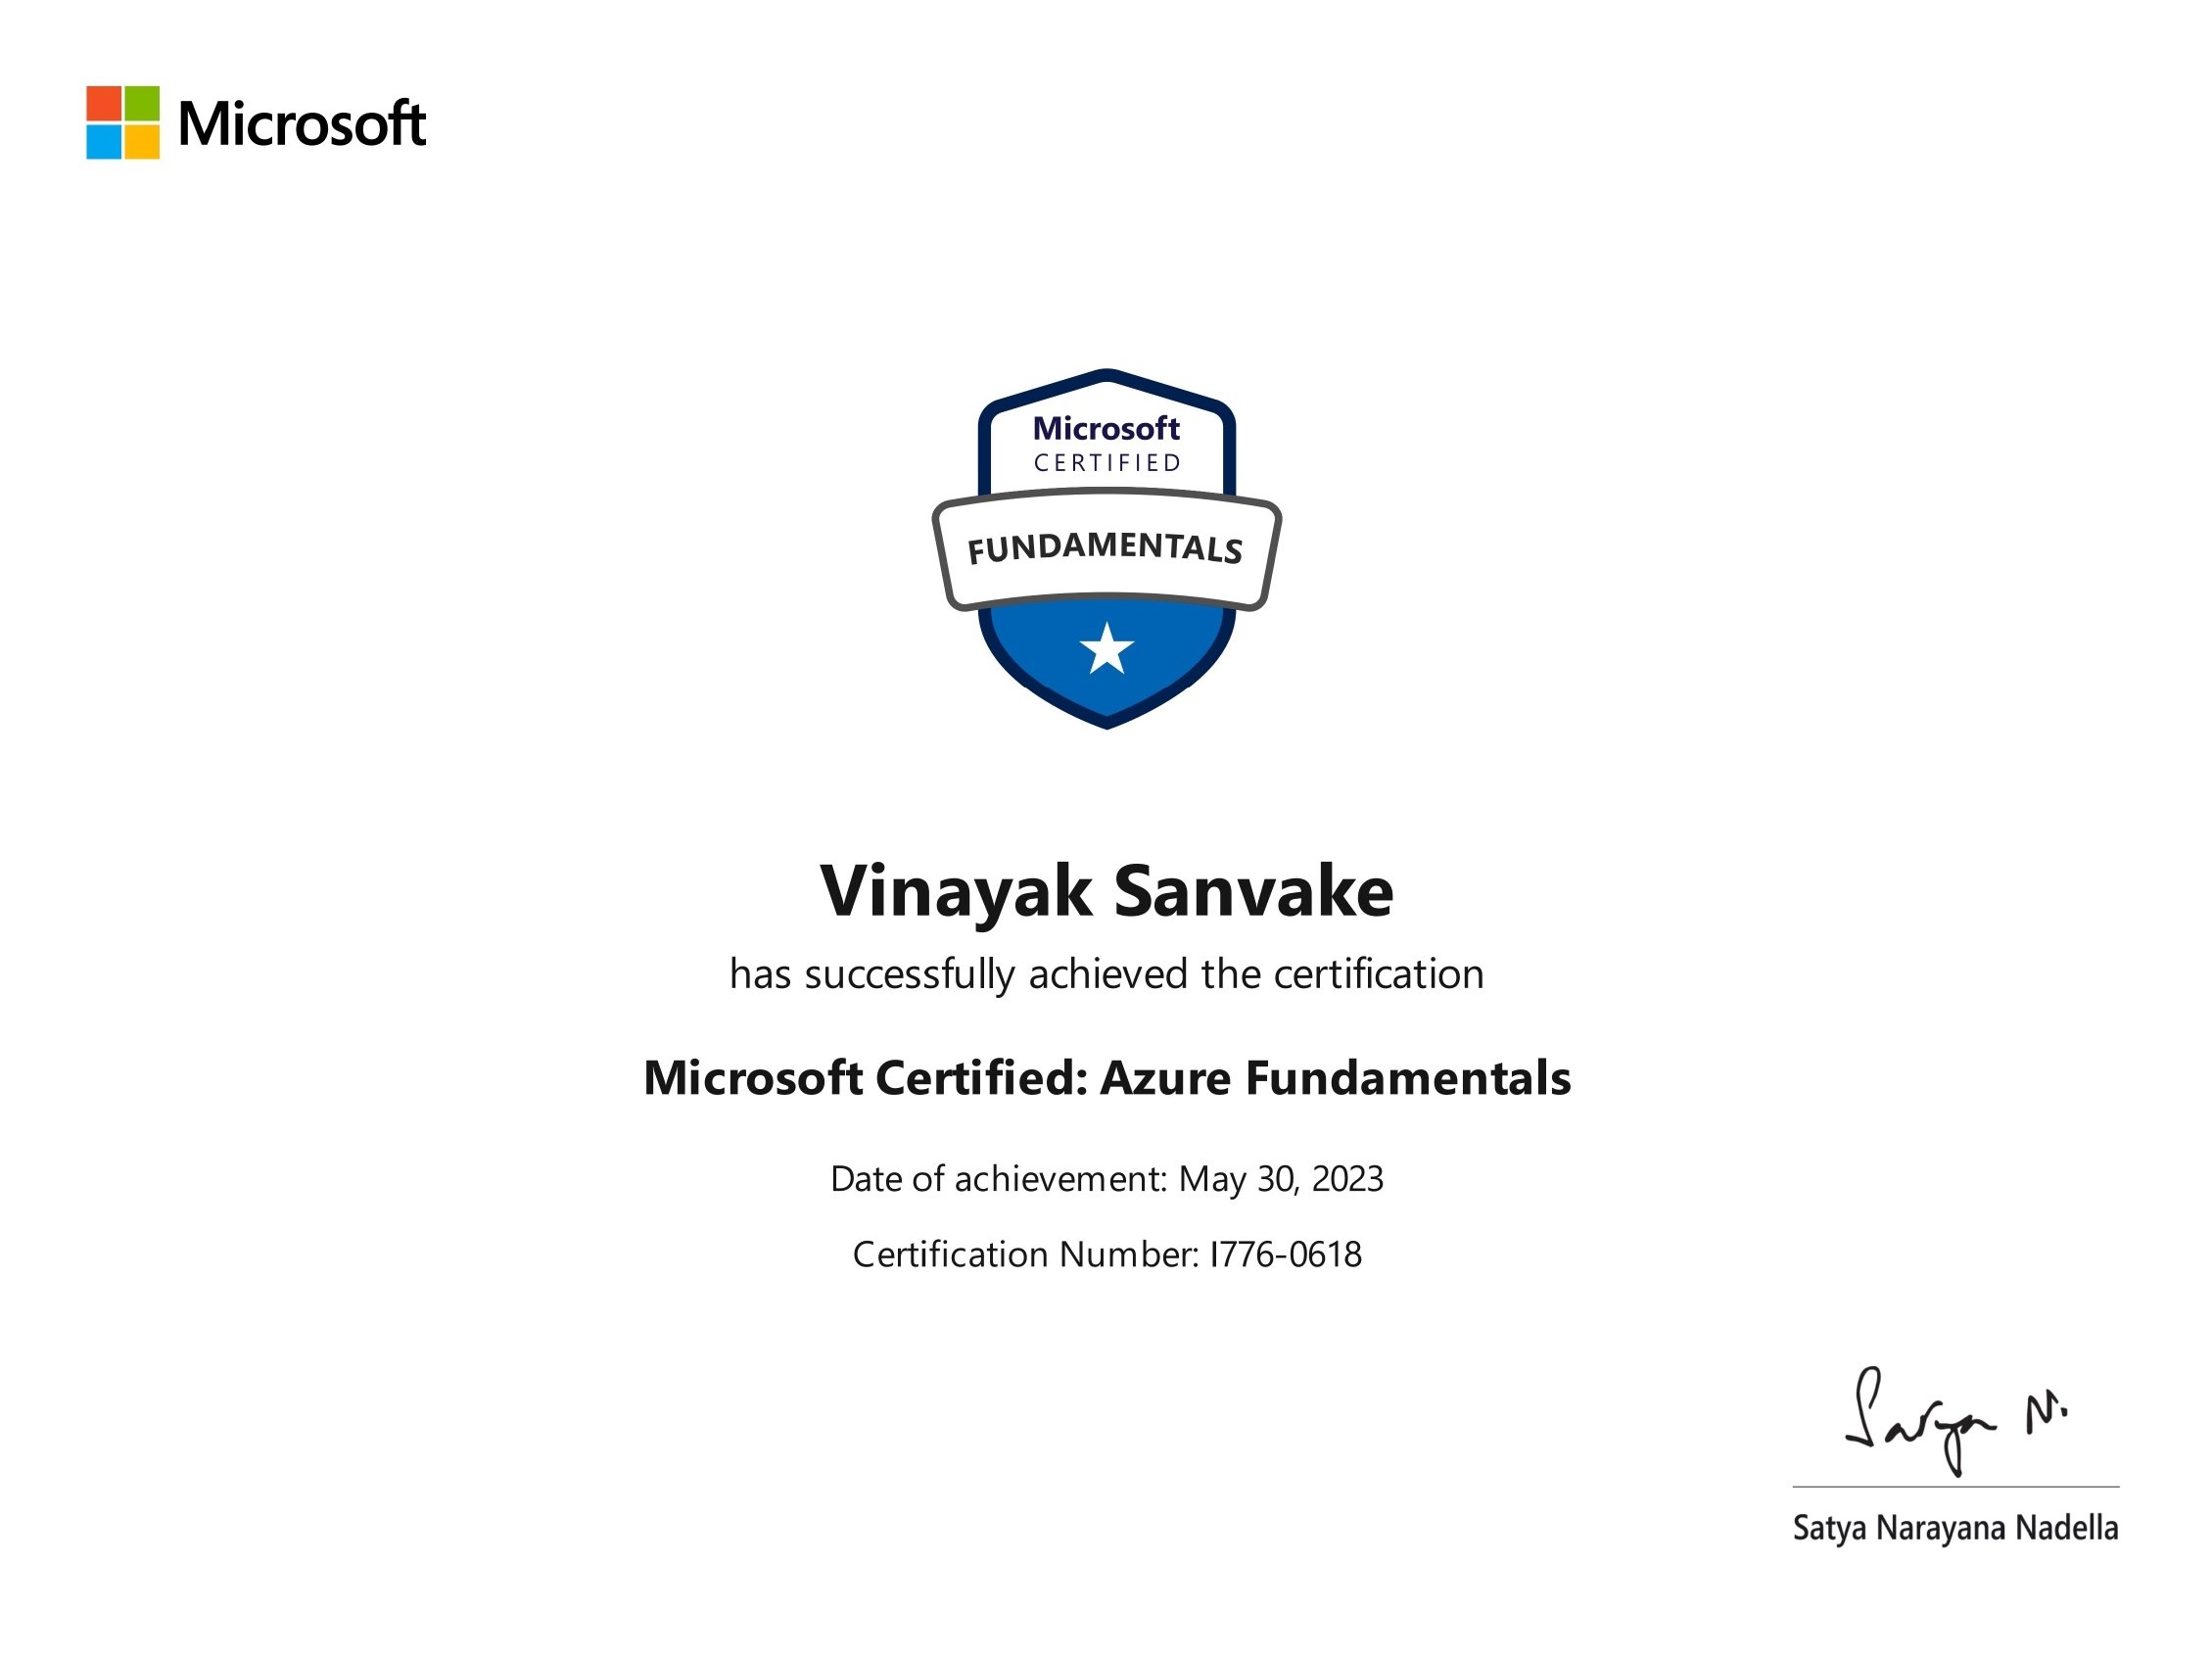 Microsoft
Microsoft
CERTIFIED
FUNDAMENTALS
Vinayak Sanvake
has successfully achieved the certification
Microsoft Certified: Azure Fundamentals
Date of achievement: May 30, 2023
Certification Number: I776-0618
Satya N.
Satya Narayana Nadella